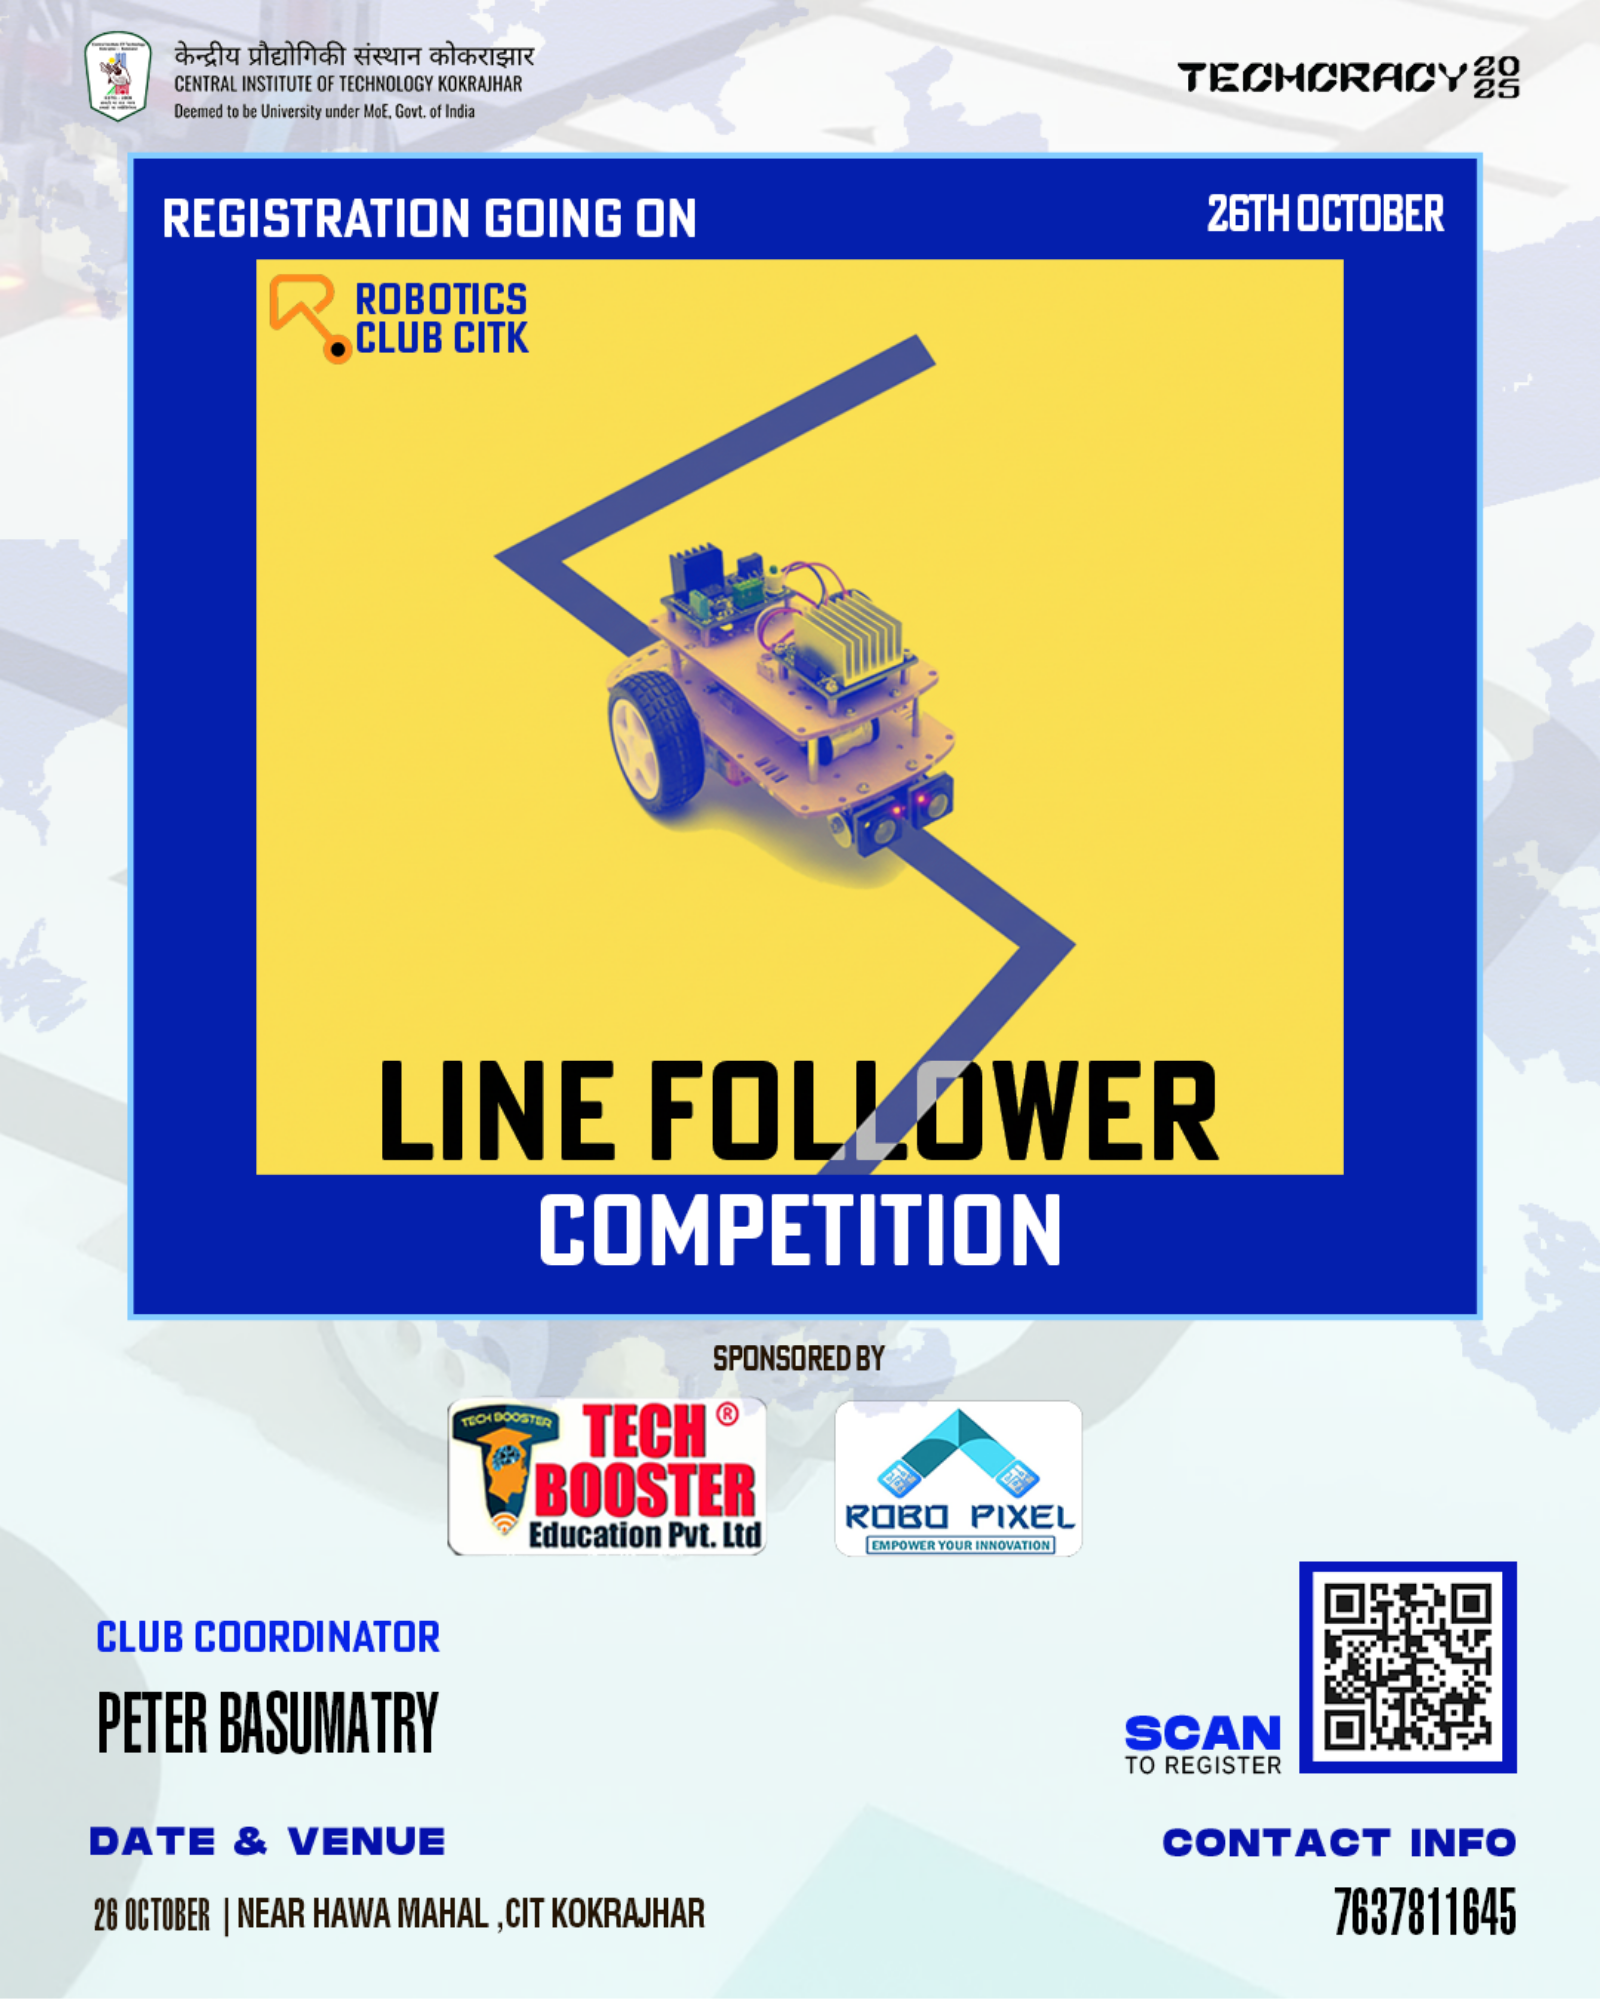 केन्द्रीय प्रौद्योगिकी संस्थान कोकराझार
CENTRAL INSTITUTE OF TECHNOLOGY KOKRAJHAR
Deemed to be University under MoE, Govt. of India
TECHCRACY 2025
REGISTRATION GOING ON
26TH OCTOBER
ROBOTICS
CLUB CITK
LINE FOLLOWER
COMPETITION
SPONSORED BY
TECH BOOSTER
TECH ®
BOOSTER
Education Pvt. Ltd
ROBO PIXEL
EMPOWER YOUR INNOVATION
CLUB COORDINATOR
PETER BASUMATRY
SCAN
TO REGISTER
DATE & VENUE
26 OCTOBER | NEAR HAWA MAHAL ,CIT KOKRAJHAR
CONTACT INFO
7637811645